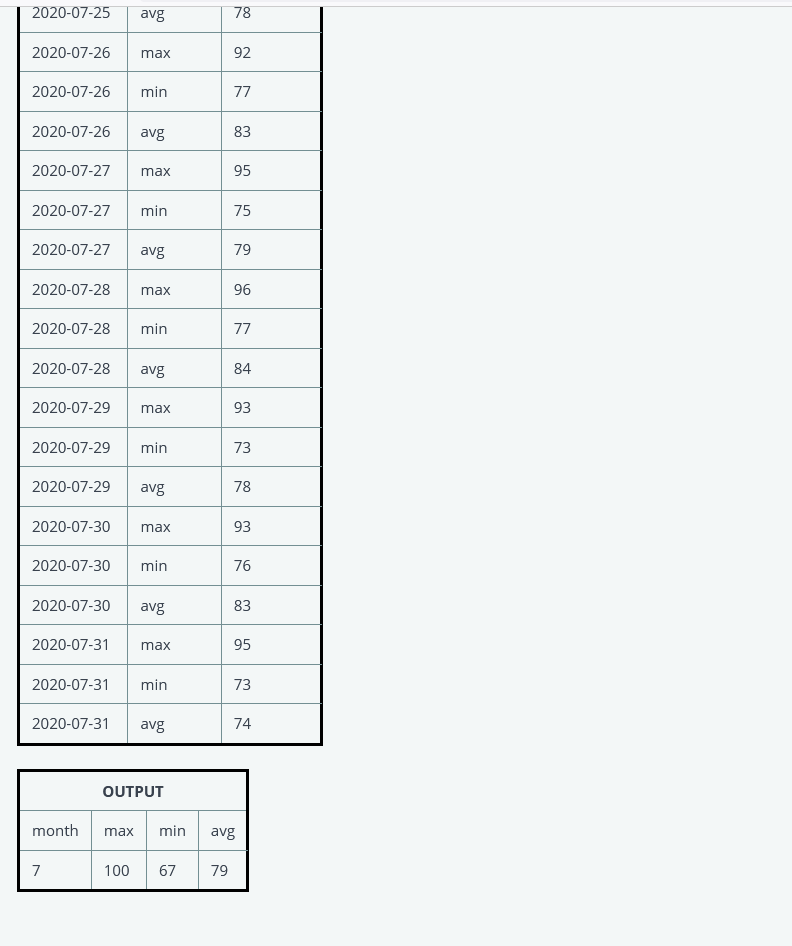 2020-07-25 avg 78
2020-07-26 max 92
2020-07-26 min 77
2020-07-26 avg 83
2020-07-27 max 95
2020-07-27 min 75
2020-07-27 avg 79
2020-07-28 max 96
2020-07-28 min 77
2020-07-28 avg 84
2020-07-29 max 93
2020-07-29 min 73
2020-07-29 avg 78
2020-07-30 max 93
2020-07-30 min 76
2020-07-30 avg 83
2020-07-31 max 95
2020-07-31 min 73
2020-07-31 avg 74
OUTPUT
month max min avg
7 100 67 79